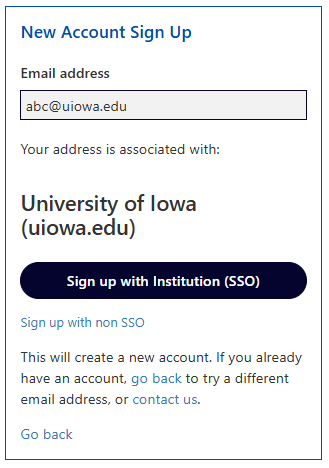 New Account Sign Up
Email address
abc@uiowa.edu
Your address is associated with:
University of Iowa
(uiowa.edu)
Sign up with Institution (SSO)
Sign up with non SSO
This will create a new account. If you already
have an account, go back to try a different
email address, or contact us.
Go back